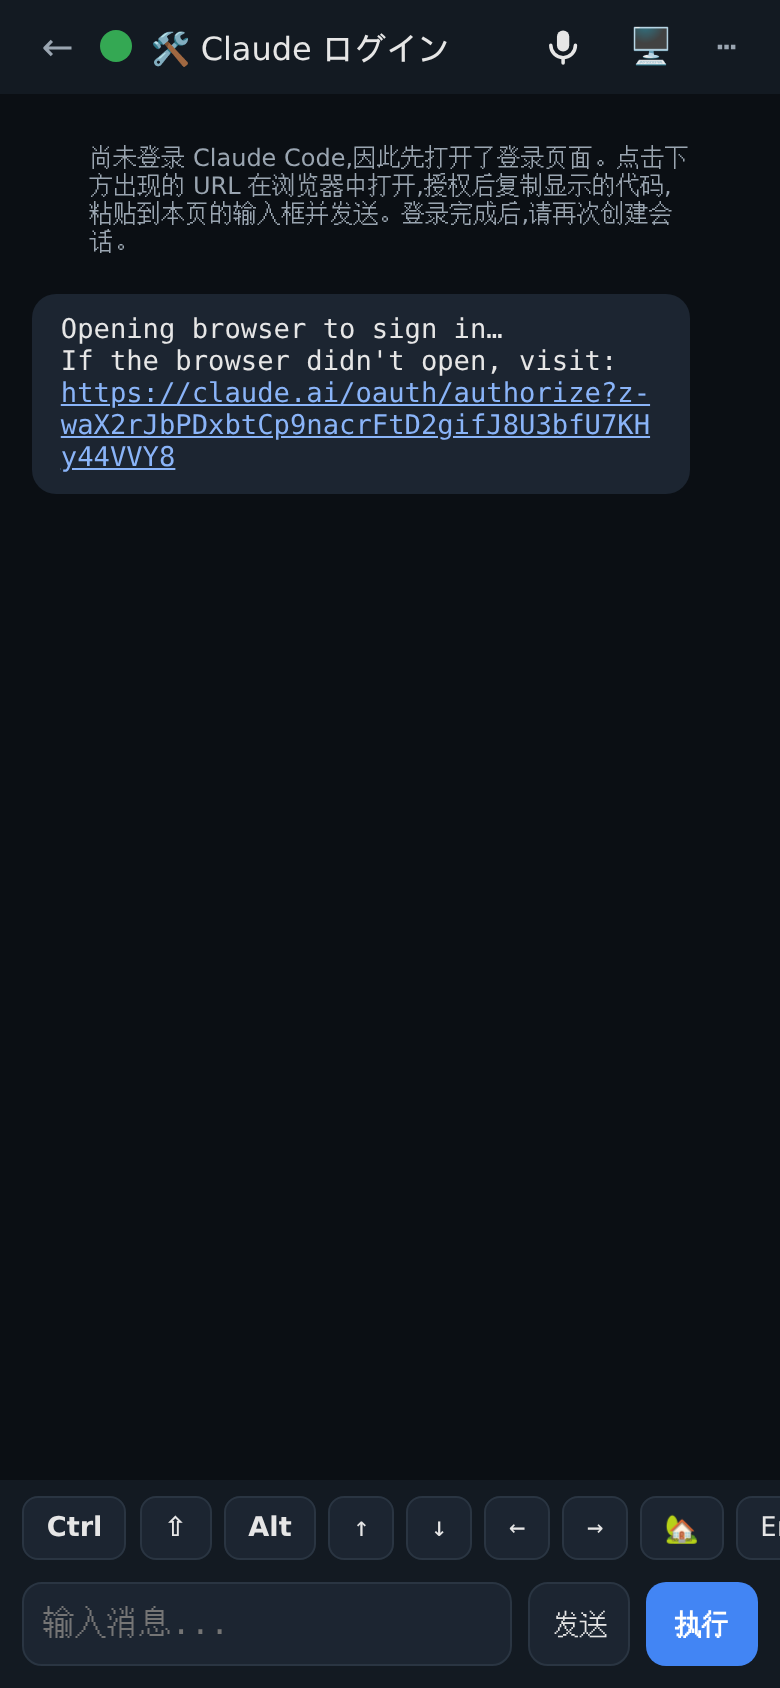 ← 🛠️ Claude ログイン ⋯
尚未登录 Claude Code,因此先打开了登录页面。点击下
方出现的 URL 在浏览器中打开,授权后复制显示的代码,
粘贴到本页的输入框并发送。登录完成后,请再次创建会
话。
Opening browser to sign in…
If the browser didn't open, visit:
https://claude.ai/oauth/authorize?z-
waX2rJbPDxbtCp9nacrFtD2gifJ8U3bfU7KH
y44VVY8
Ctrl ⇧ Alt ↑ ↓ ← → 🏡
输入消息... 发送 执行